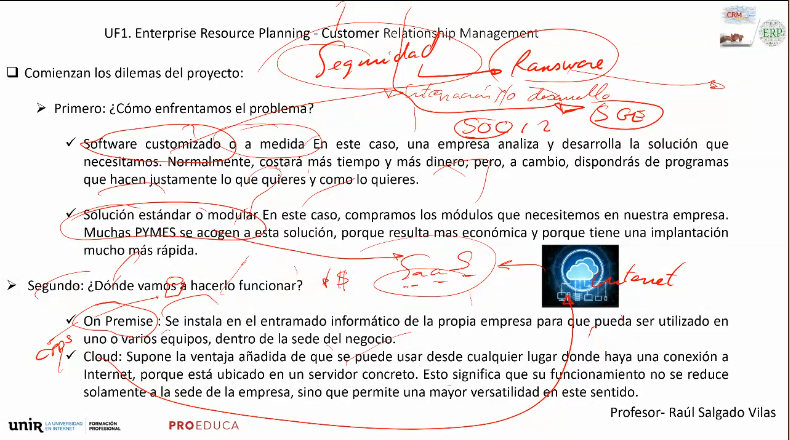 CRM
ERP
UF1. Enterprise Resource Planning - Customer Relationship Management
Seguridad
Ransware
❑ Comienzan los dilemas del proyecto:
Integración y/o desarrollo
SGE
➢ Primero: ¿Cómo enfrentamos el problema?
✓ Software customizado o a medida En este caso, una empresa analiza y desarrolla la solución que
necesitamos. Normalmente, costará más tiempo y más dinero; pero, a cambio, dispondrás de programas
que hacen justamente lo que quieres y como lo quieres.
✓ Solución estándar o modular En este caso, compramos los módulos que necesitemos en nuestra empresa.
Muchas PYMES se acogen a esta solución, porque resulta mas económica y porque tiene una implantación
mucho más rápida.
SaaS
➢ Segundo: ¿Dónde vamos a hacerlo funcionar?
internet
✓ On Premise : Se instala en el entramado informático de la propia empresa para que pueda ser utilizado en
uno o varios equipos, dentro de la sede del negocio.
✓ Cloud: Supone la ventaja añadida de que se puede usar desde cualquier lugar donde haya una conexión a
Internet, porque está ubicado en un servidor concreto. Esto significa que su funcionamiento no se reduce
solamente a la sede de la empresa, sino que permite una mayor versatilidad en este sentido.
Profesor- Raúl Salgado Vilas
unir LA UNIVERSIDAD EN INTERNET FORMACIÓN PROFESIONAL PROEDUCA